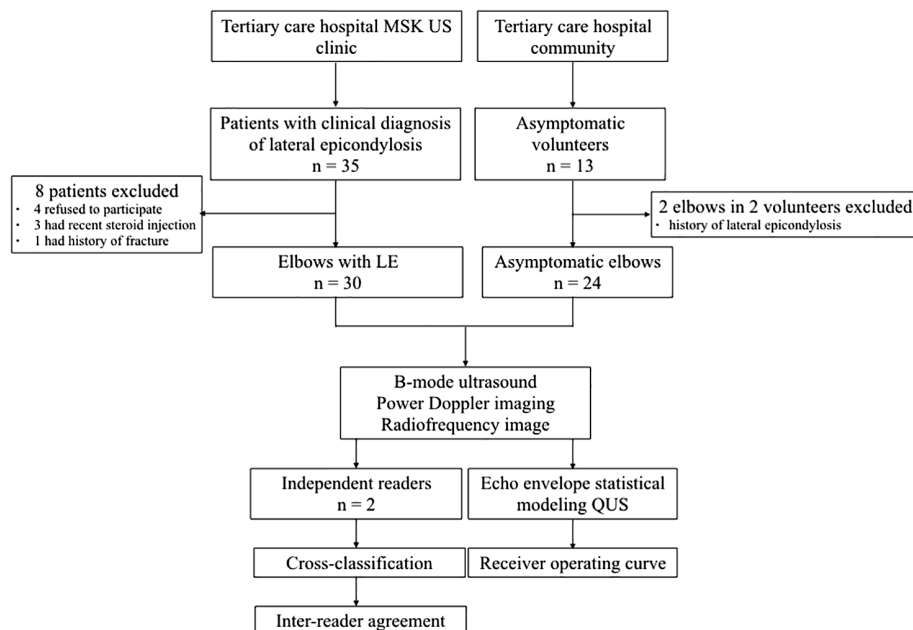 Tertiary care hospital MSK US
clinic
Tertiary care hospital
community
Patients with clinical diagnosis
of lateral epicondylosis
n = 35
Asymptomatic
volunteers
n = 13
8 patients excluded
• 4 refused to participate
• 3 had recent steroid injection
• 1 had history of fracture
2 elbows in 2 volunteers excluded
• history of lateral epicondylosis
Elbows with LE
n = 30
Asymptomatic elbows
n = 24
B-mode ultrasound
Power Doppler imaging
Radiofrequency image
Independent readers
n = 2
Echo envelope statistical
modeling QUS
Cross-classification
Receiver operating curve
Inter-reader agreement